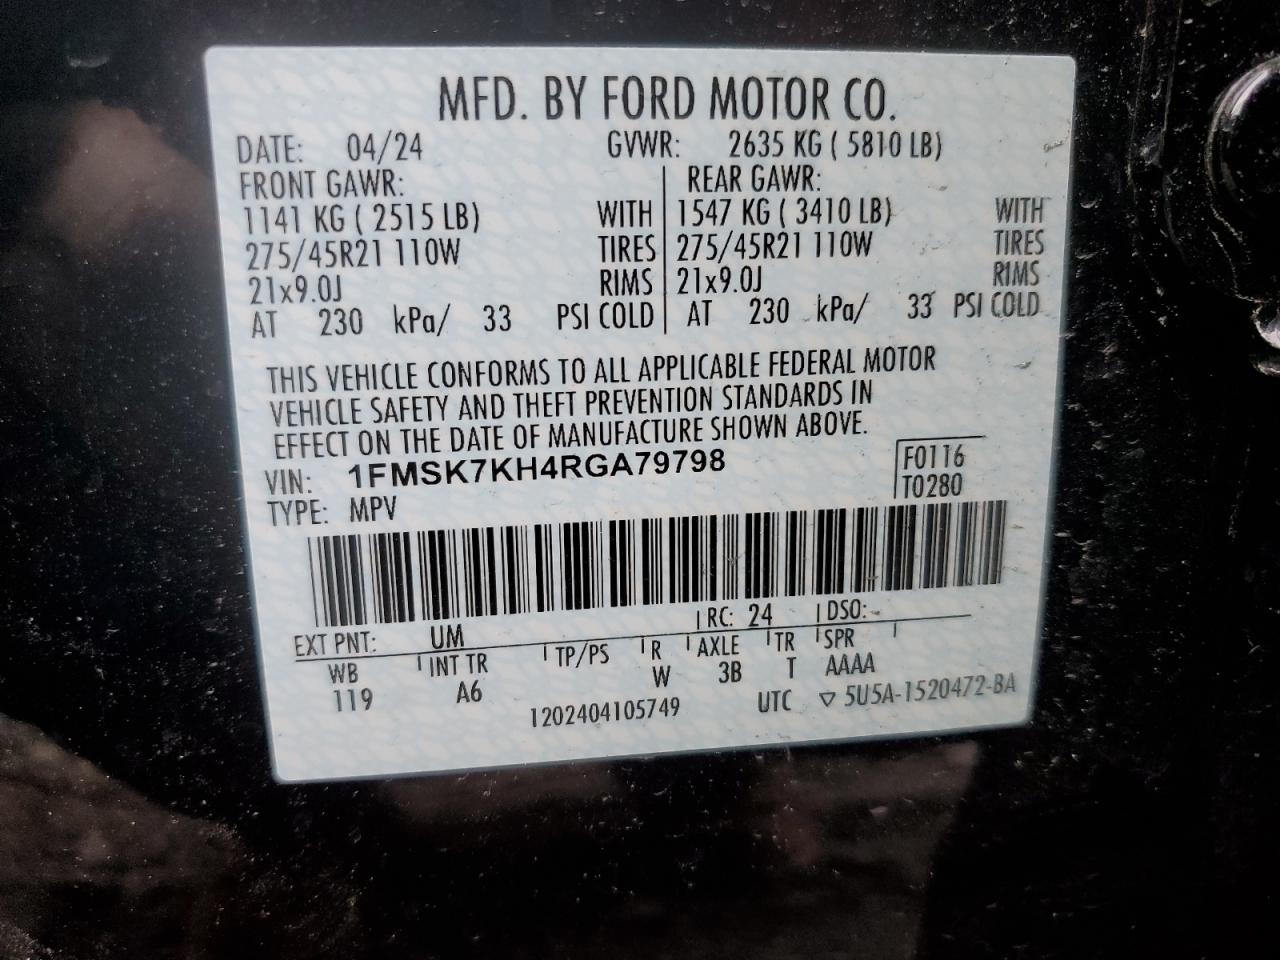 MFD. BY FORD MOTOR CO.
DATE: 04/24 GVWR: 2635 KG ( 5810 LB)
FRONT GAWR: REAR GAWR:
1141 KG ( 2515 LB) WITH 1547 KG ( 3410 LB) WITH
275/45R21 110W TIRES 275/45R21 110W TIRES
21x9.0J RIMS 21x9.0J RIMS
AT 230 kPa/ 33 PSI COLD AT 230 kPa/ 33 PSI COLD
THIS VEHICLE CONFORMS TO ALL APPLICABLE FEDERAL MOTOR
VEHICLE SAFETY AND THEFT PREVENTION STANDARDS IN
EFFECT ON THE DATE OF MANUFACTURE SHOWN ABOVE.
VIN: 1FMSK7KH4RGA79798 F0116
TYPE: MPV T0280
EXT PNT: UM RC: 24 DSO:
WB INT TR TP/PS R AXLE TR SPR
119 A6 W 3B T AAAA
1202404105749 UTC ▽ 5U5A-1520472-BA